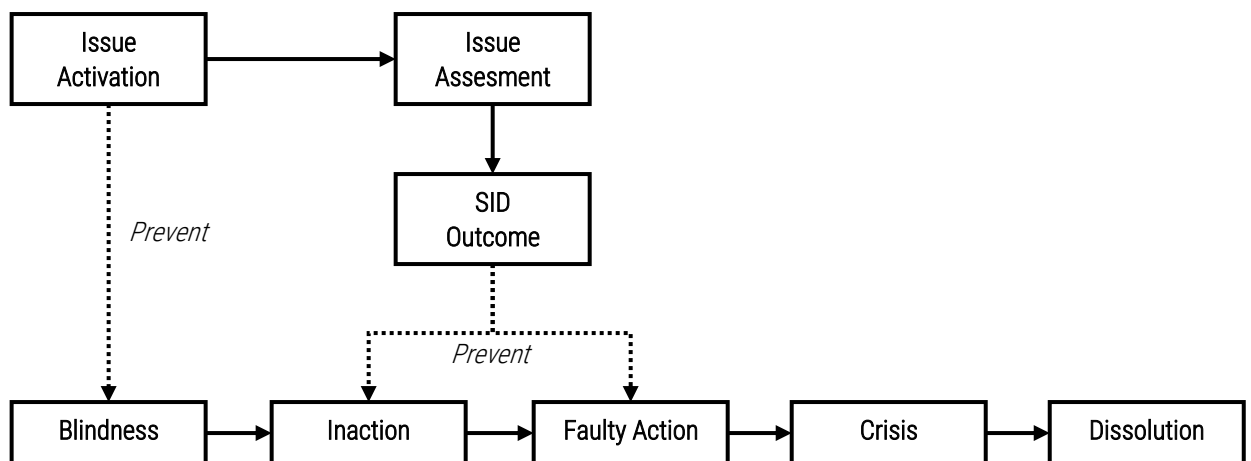 Issue
Activation
Issue
Assesment
SID
Outcome
Prevent
Prevent
Blindness
Inaction
Faulty Action
Crisis
Dissolution